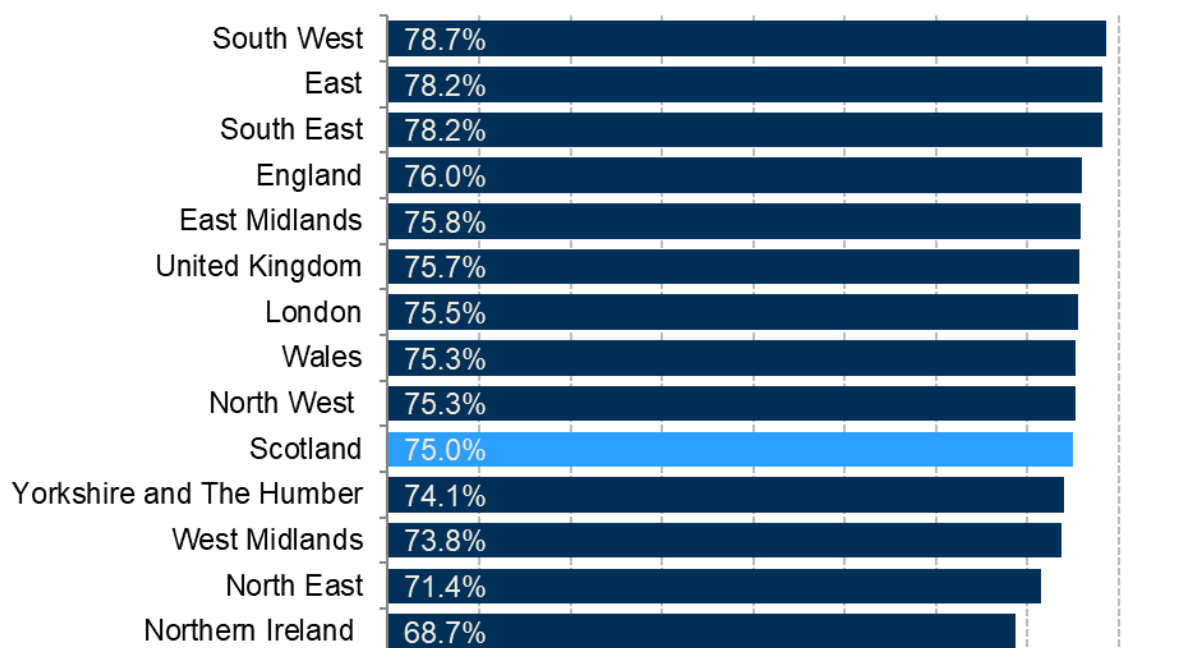 South West 78.7%
East 78.2%
South East 78.2%
England 76.0%
East Midlands 75.8%
United Kingdom 75.7%
London 75.5%
Wales 75.3%
North West 75.3%
Scotland 75.0%
Yorkshire and The Humber 74.1%
West Midlands 73.8%
North East 71.4%
Northern Ireland 68.7%